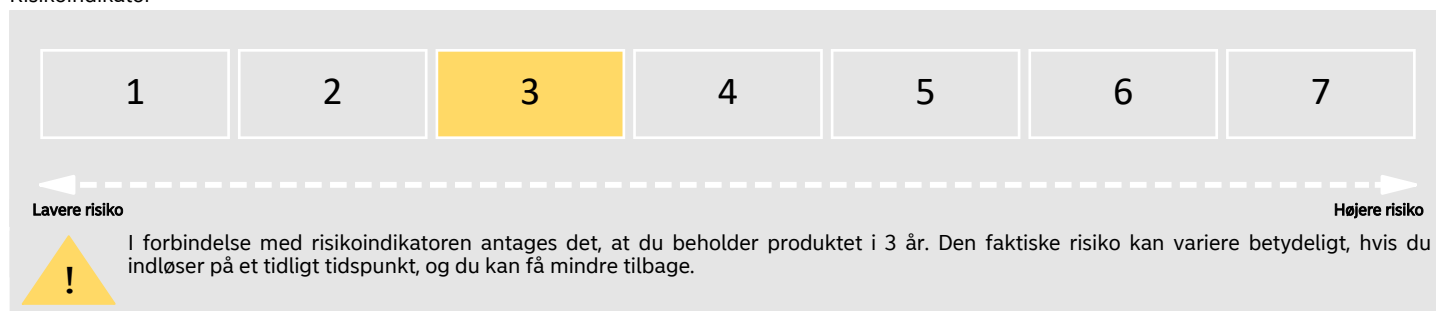 Risikoindikator
1 2 3 4 5 6 7
Lavere risiko Højere risiko
I forbindelse med risikoindikatoren antages det, at du beholder produktet i 3 år. Den faktiske risiko kan variere betydeligt, hvis du
! indløser på et tidligt tidspunkt, og du kan få mindre tilbage.